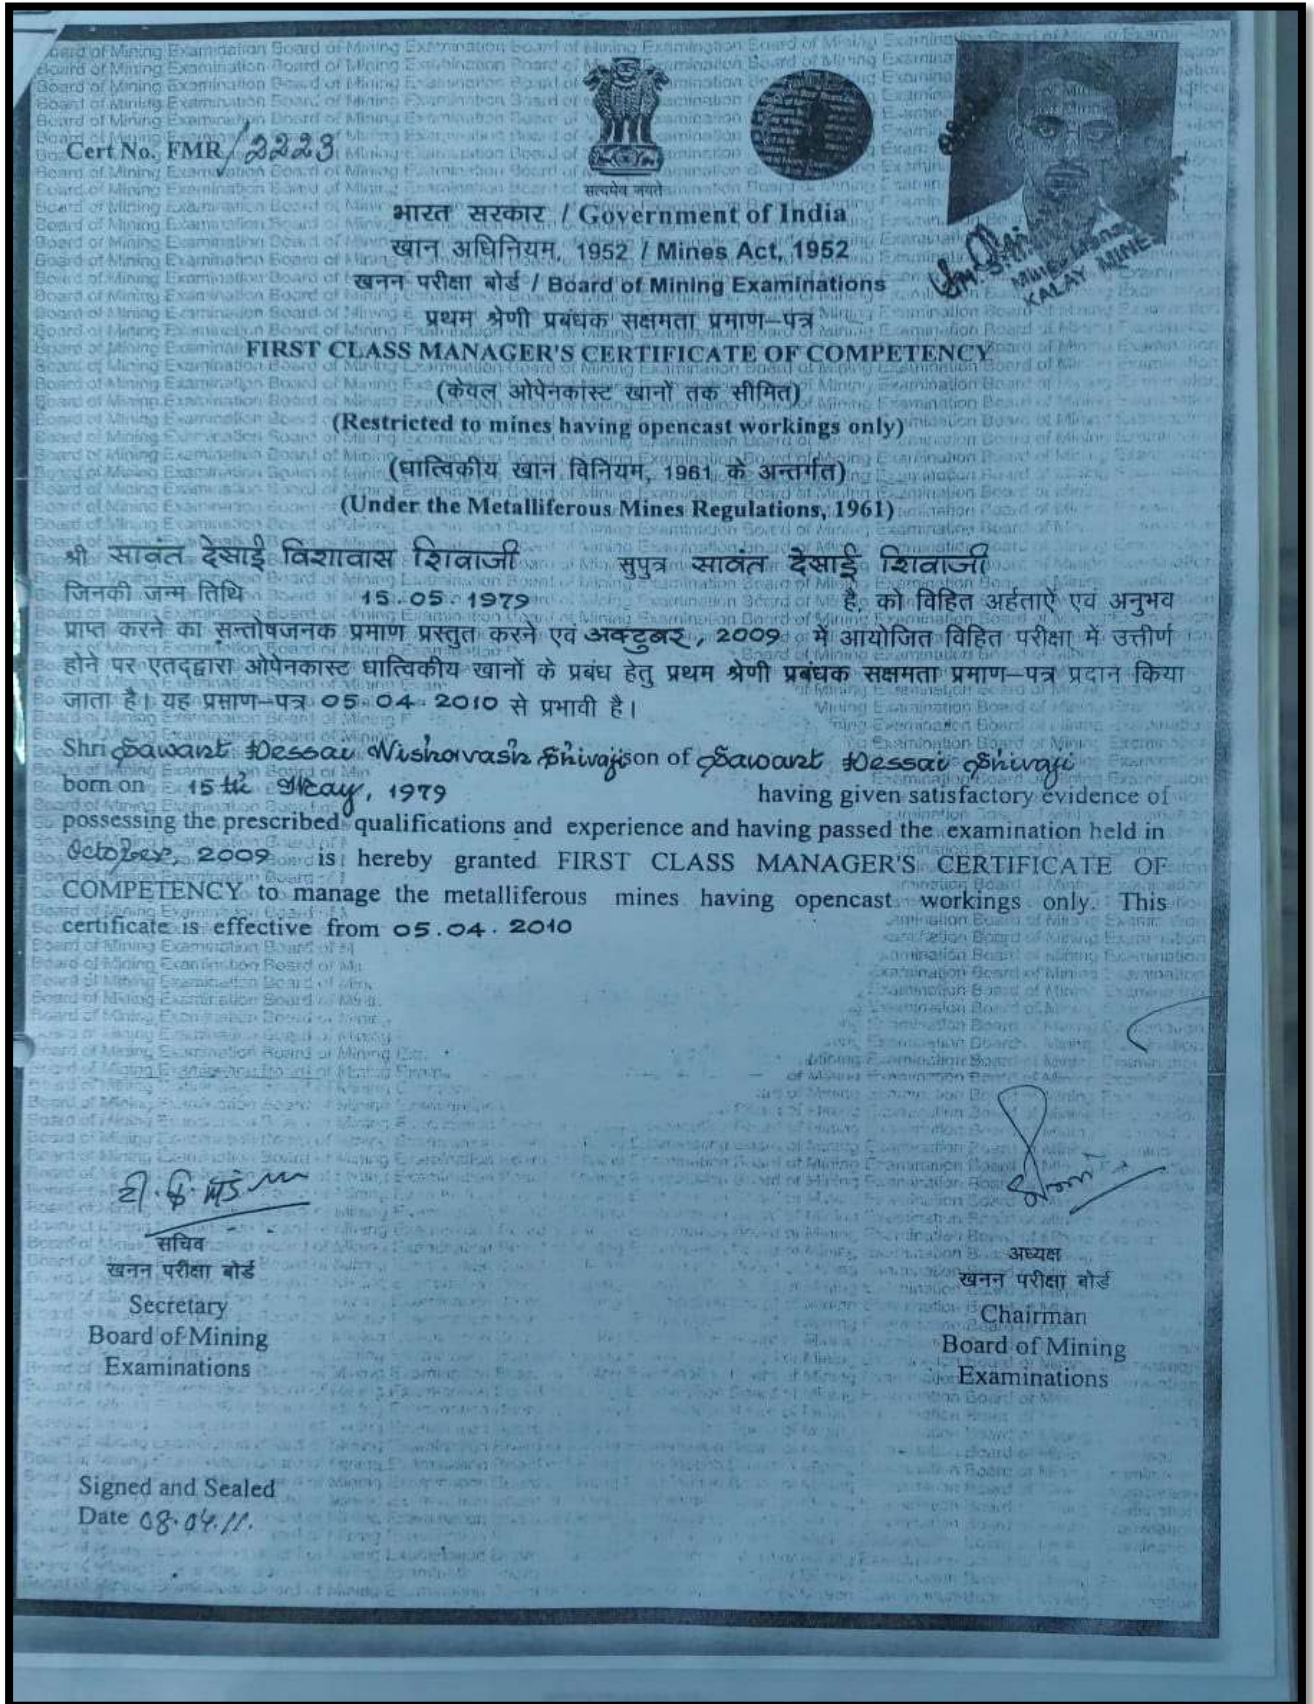 Cert No. FMR/2223
सत्यमेव जयते
भारत सरकार / Government of India
खान अधिनियम, 1952 / Mines Act, 1952
खनन परीक्षा बोर्ड / Board of Mining Examinations
प्रथम श्रेणी प्रबंधक सक्षमता प्रमाण–पत्र
KALAY MINES
FIRST CLASS MANAGER'S CERTIFICATE OF COMPETENCY
(केवल ओपेनकास्ट खानों तक सीमित)
(Restricted to mines having opencast workings only)
(धात्विकीय खान विनियम, 1961 के अन्तर्गत)
(Under the Metalliferous Mines Regulations, 1961)
श्री सावंत देसाई विशावास शिवाजी सुपुत्र सावंत देसाई शिवाजी
जिनकी जन्म तिथि 15.05.1979 है, को विहित अर्हताऐं एवं अनुभव
प्राप्त करने का सन्तोषजनक प्रमाण प्रस्तुत करने एवं अक्टुबर, 2009 में आयोजित विहित परीक्षा में उत्तीर्ण
होने पर एतद्द्वारा ओपेनकास्ट धात्विकीय खानों के प्रबंध हेतु प्रथम श्रेणी प्रबंधक सक्षमता प्रमाण–पत्र प्रदान किया
जाता है। यह प्रमाण–पत्र 05.04.2010 से प्रभावी है।
Shri Sawant Dessai Vishavash Shivaji son of Sawant Dessai Shivaji
born on 15th May, 1979 having given satisfactory evidence of
possessing the prescribed qualifications and experience and having passed the examination held in
October, 2009 is hereby granted FIRST CLASS MANAGER'S CERTIFICATE OF
COMPETENCY to manage the metalliferous mines having opencast workings only. This
certificate is effective from 05.04.2010
सचिव
खनन परीक्षा बोर्ड
Secretary
Board of Mining
Examinations
अध्यक्ष
खनन परीक्षा बोर्ड
Chairman
Board of Mining
Examinations
Signed and Sealed
Date 08.04.11.